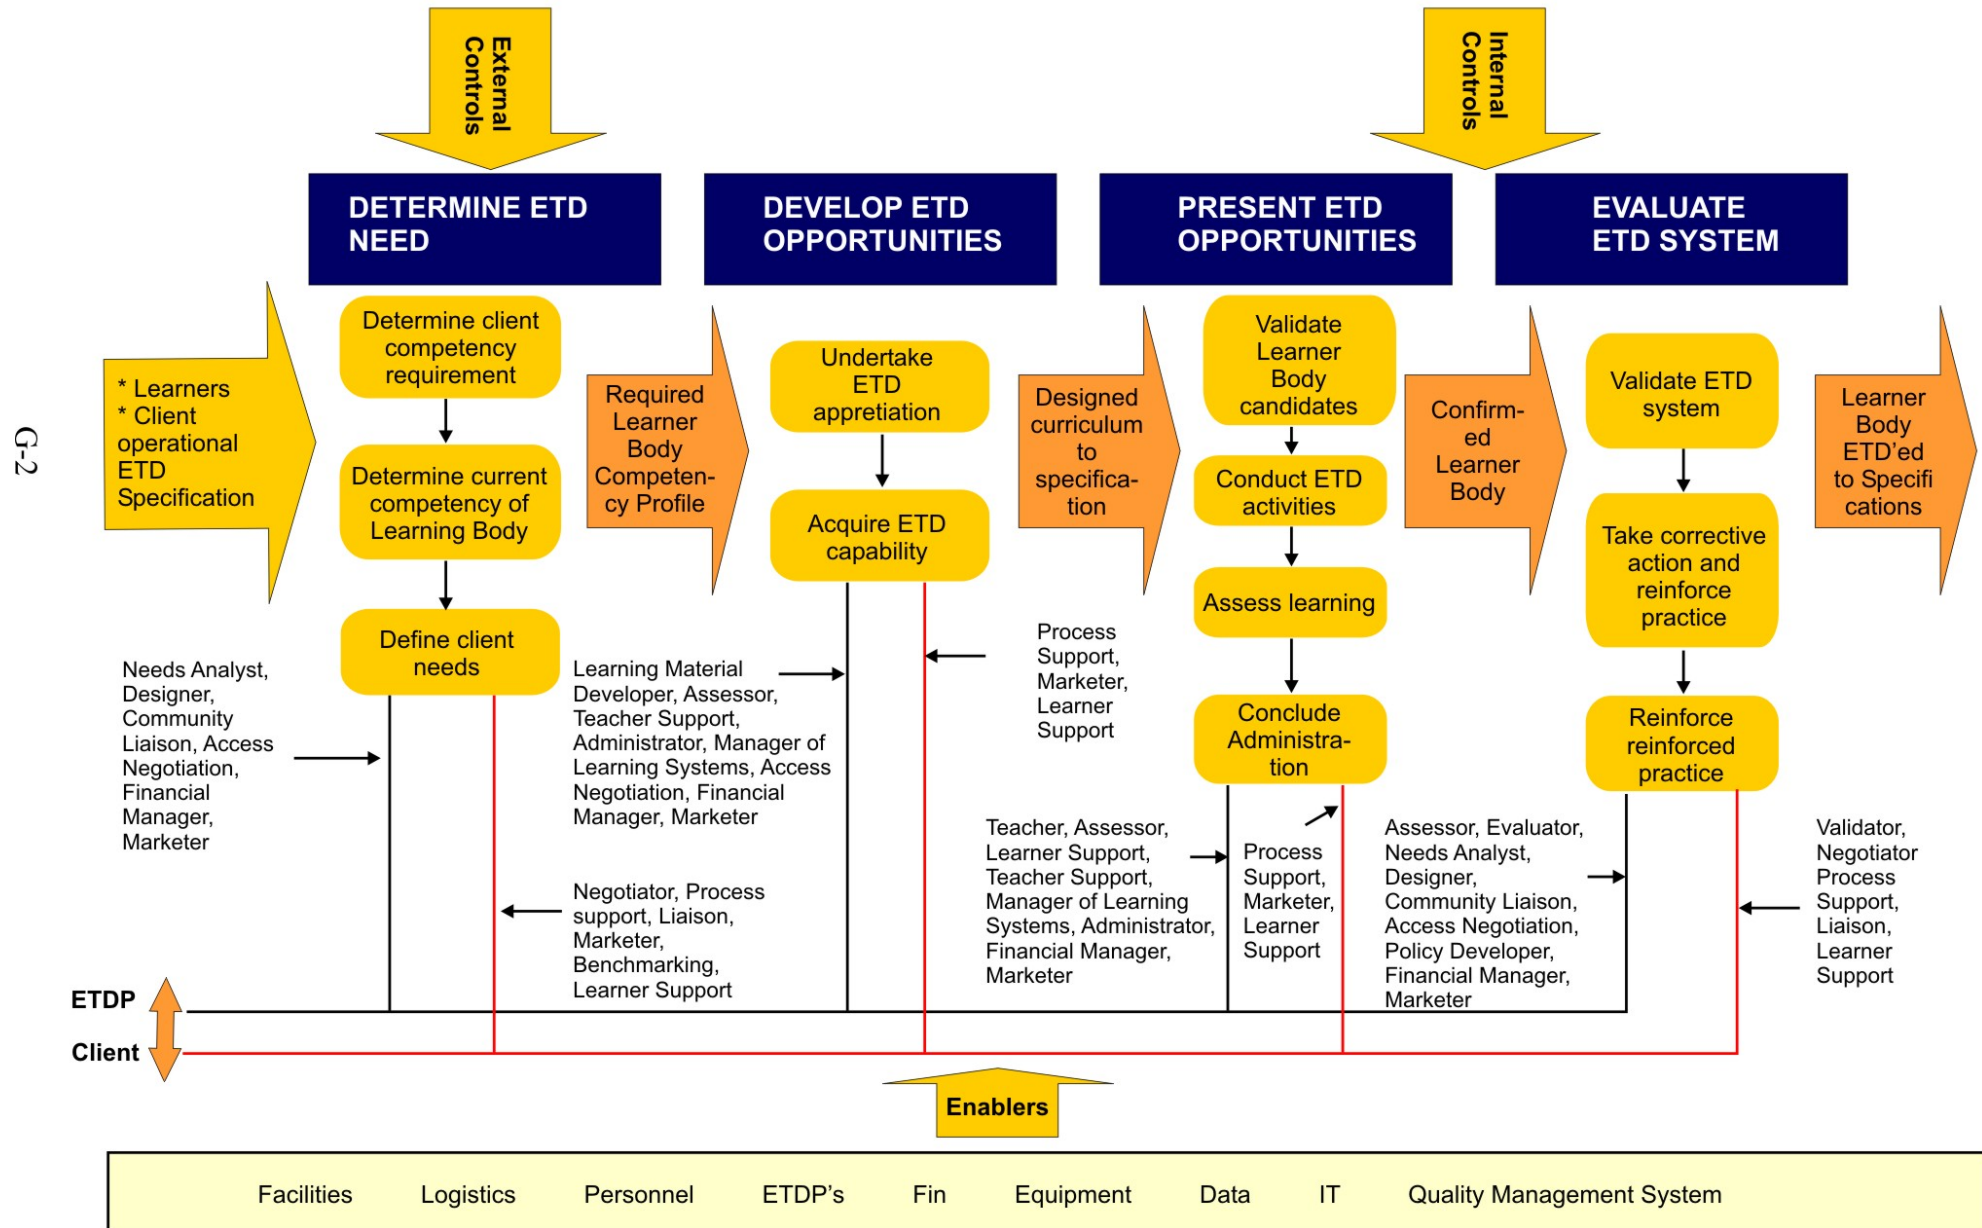 External
Controls
Internal
Controls
DETERMINE ETD
NEED
DEVELOP ETD
OPPORTUNITIES
PRESENT ETD
OPPORTUNITIES
EVALUATE
ETD SYSTEM
G-2
* Learners
* Client
operational
ETD
Specification
Determine client
competency
requirement
Determine current
competency of
Learning Body
Define client
needs
Required
Learner
Body
Competen-
cy Profile
Undertake
ETD
appretiation
Acquire ETD
capability
Designed
curriculum
to
specifica-
tion
Validate
Learner
Body
candidates
Conduct ETD
activities
Assess learning
Conclude
Administra-
tion
Confirm-
ed
Learner
Body
Validate ETD
system
Take corrective
action and
reinforce
practice
Reinforce
reinforced
practice
Learner
Body
ETD'ed
to Specifi
cations
Needs Analyst,
Designer,
Community
Liaison, Access
Negotiation,
Financial
Manager,
Marketer
Learning Material
Developer, Assessor,
Teacher Support,
Administrator, Manager of
Learning Systems, Access
Negotiation, Financial
Manager, Marketer
Negotiator, Process
support, Liaison,
Marketer,
Benchmarking,
Learner Support
Process
Support,
Marketer,
Learner
Support
Teacher, Assessor,
Learner Support,
Teacher Support,
Manager of Learning
Systems, Administrator,
Financial Manager,
Marketer
Process
Support,
Marketer,
Learner
Support
Assessor, Evaluator,
Needs Analyst,
Designer,
Community Liaison,
Access Negotiation,
Policy Developer,
Financial Manager,
Marketer
Validator,
Negotiator
Process
Support,
Liaison,
Learner
Support
ETDP
Client
Enablers
Facilities Logistics Personnel ETDP's Fin Equipment Data IT Quality Management System